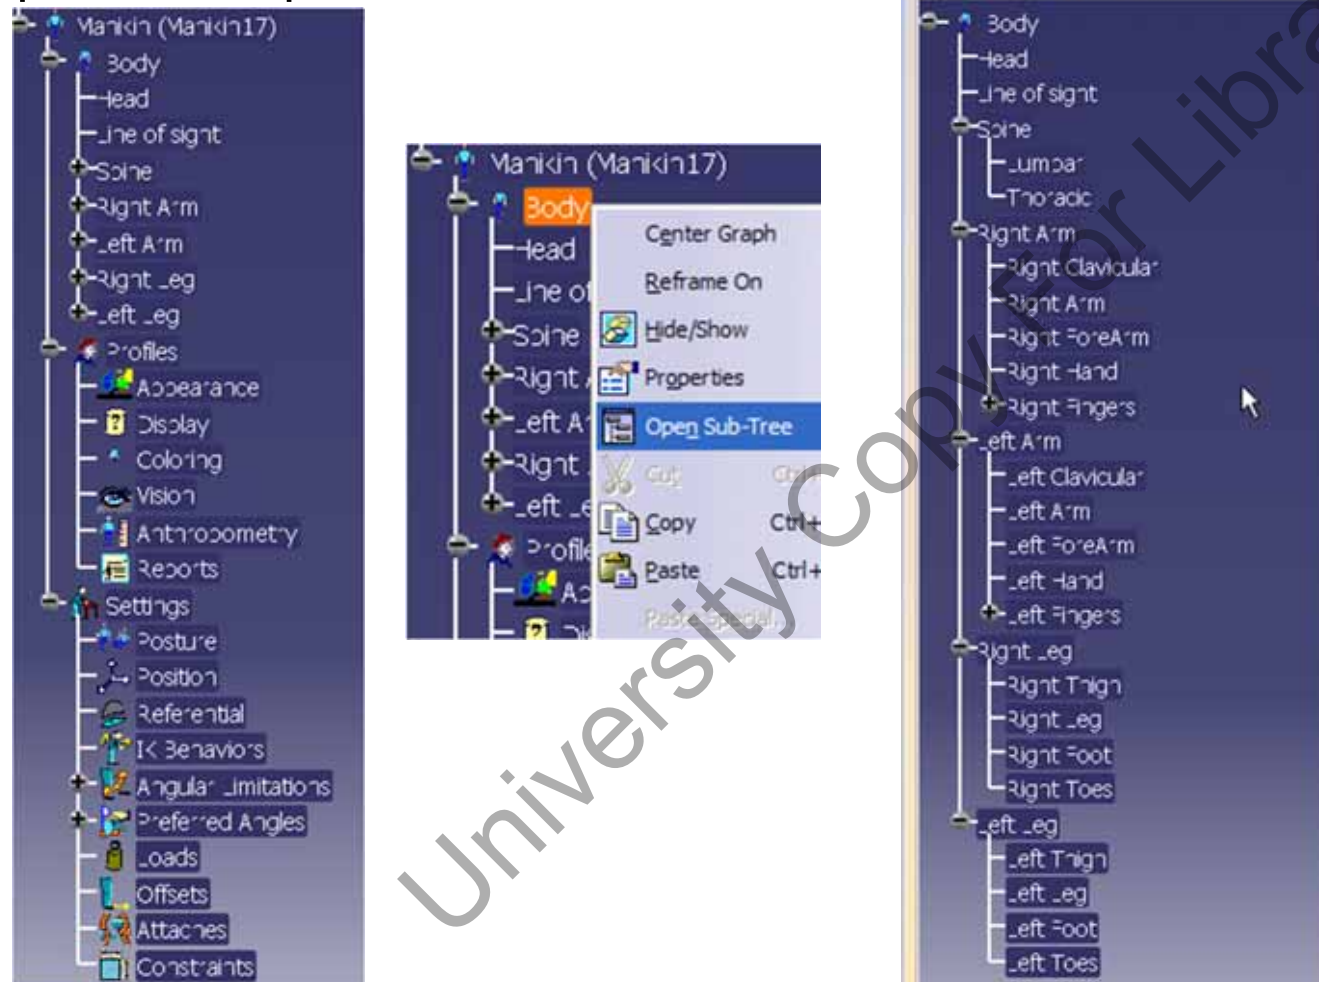 Manikin (Manikin17)
Body
Head
Line of sight
Spine
Right Arm
Left Arm
Right Leg
Left Leg
Profiles
Appearance
Display
Coloring
Vision
Anthropometry
Reports
Settings
Posture
Position
Referential
IK Behaviors
Angular Limitations
Preferred Angles
Loads
Offsets
Attaches
Constraints
Manikin (Manikin17)
Body
Head
Line of
Spine
Right
Left A
Right
Left Le
Profile
Center Graph
Reframe On
Hide/Show
Properties
Open Sub-Tree
Cut Ctrl+
Copy Ctrl+
Paste Ctrl+
Paste Special..
Body
Head
Line of sight
Spine
Lumbar
Thoracic
Right Arm
Right Clavicular
Right Arm
Right ForeArm
Right Hand
Right Fingers
Left Arm
Left Clavicular
Left Arm
Left ForeArm
Left Hand
Left Fingers
Right Leg
Right Thigh
Right Leg
Right Foot
Right Toes
Left Leg
Left Thigh
Left Leg
Left Foot
Left Toes
University Copy For Libra